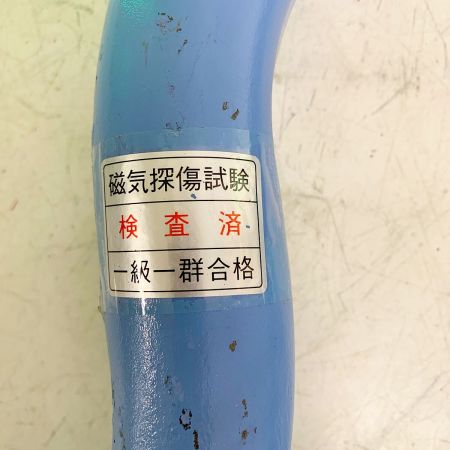 磁気探傷試験
検査済
一級一群合格